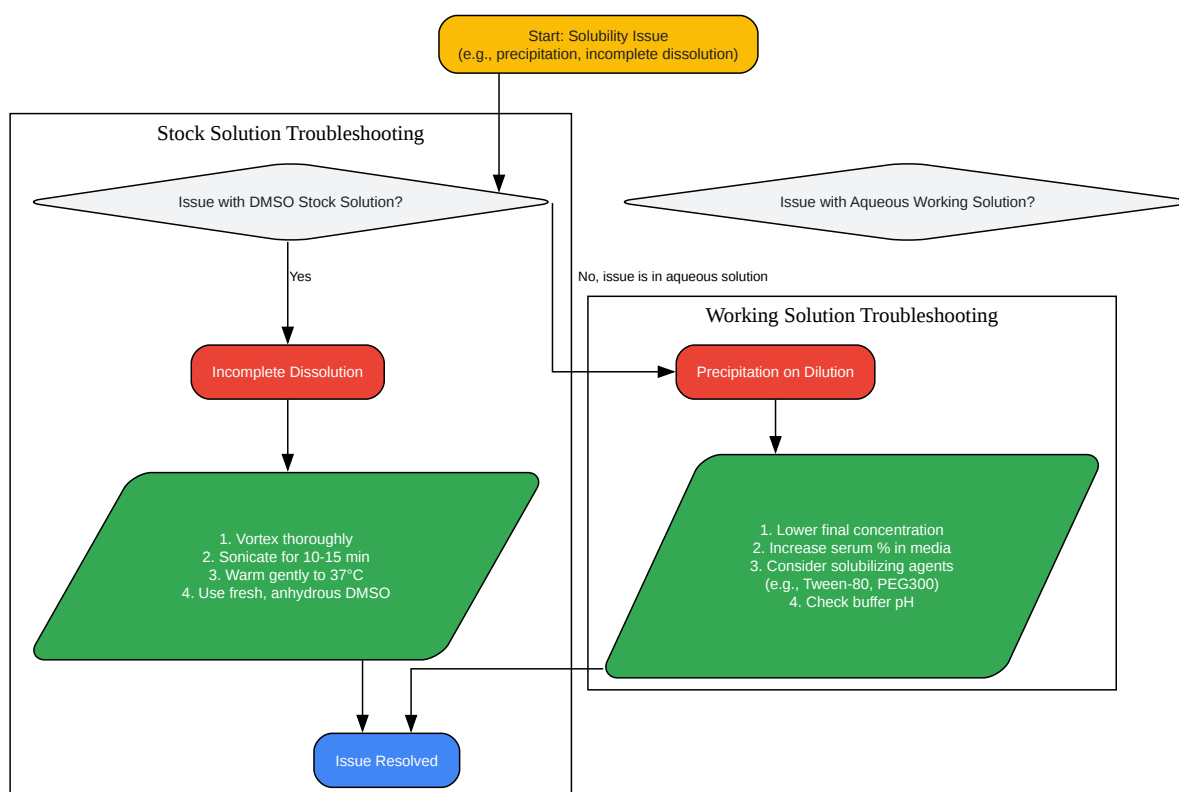 Start: Solubility Issue
(e.g., precipitation, incomplete dissolution)
Stock Solution Troubleshooting
Issue with DMSO Stock Solution?
Issue with Aqueous Working Solution?
Yes
No, issue is in aqueous solution
Working Solution Troubleshooting
Incomplete Dissolution
Precipitation on Dilution
1. Vortex thoroughly
2. Sonicate for 10-15 min
3. Warm gently to 37°C
4. Use fresh, anhydrous DMSO
1. Lower final concentration
2. Increase serum % in media
3. Consider solubilizing agents
(e.g., Tween-80, PEG300)
4. Check buffer pH
Issue Resolved